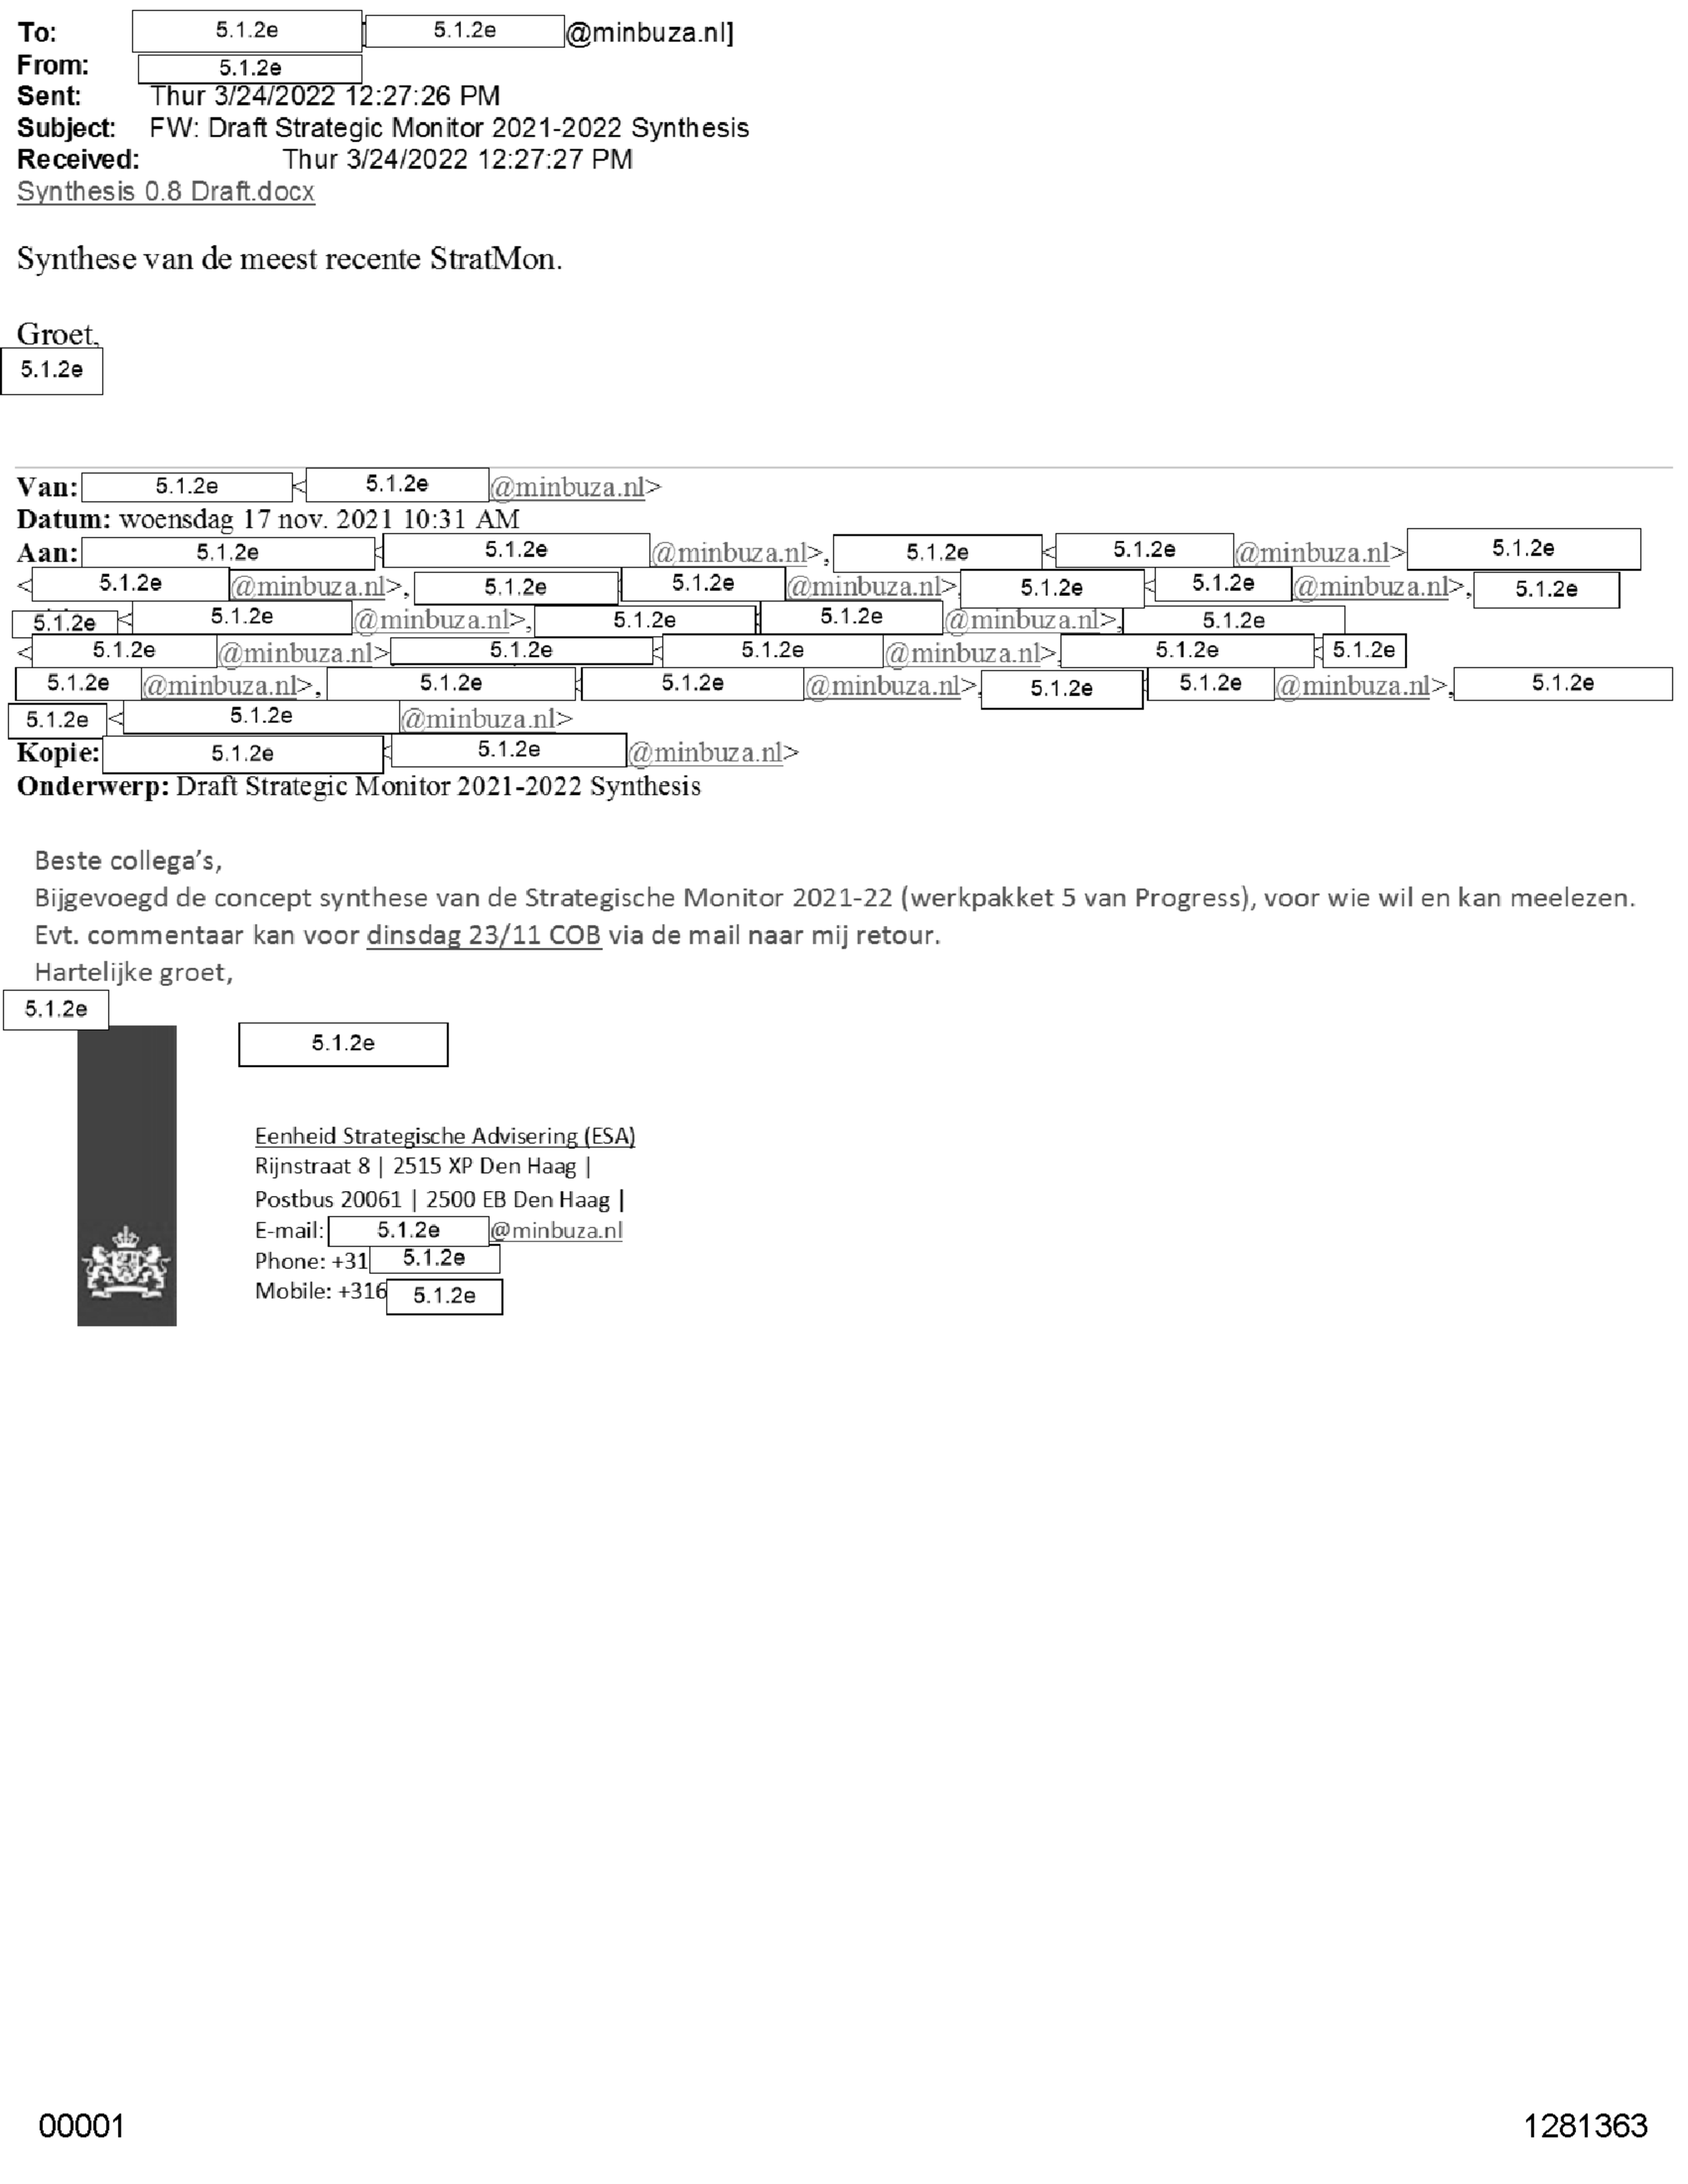 To: 5.1.2e 5.1.2e @minbuza.nl]
From: 5.1.2e
Sent: Thur 3/24/2022 12:27:26 PM
Subject: FW: Draft Strategic Monitor 2021-2022 Synthesis
Received: Thur 3/24/2022 12:27:27 PM
Synthesis 0.8 Draft.docx
Synthese van de meest recente StratMon.
Groet,
5.1.2e
Van: 5.1.2e < 5.1.2e @minbuza.nl>
Datum: woensdag 17 nov. 2021 10:31 AM
Aan: 5.1.2e < 5.1.2e @minbuza.nl>, 5.1.2e < 5.1.2e @minbuza.nl> 5.1.2e
< 5.1.2e @minbuza.nl>, 5.1.2e 5.1.2e @minbuza.nl> 5.1.2e < 5.1.2e @minbuza.nl>, 5.1.2e
5.1.2e < 5.1.2e @minbuza.nl>, 5.1.2e 5.1.2e @minbuza.nl>, 5.1.2e
< 5.1.2e @minbuza.nl> 5.1.2e < 5.1.2e @minbuza.nl>, 5.1.2e < 5.1.2e
5.1.2e @minbuza.nl>, 5.1.2e < 5.1.2e @minbuza.nl>, 5.1.2e < 5.1.2e @minbuza.nl>, 5.1.2e
5.1.2e < 5.1.2e @minbuza.nl>
Kopie: 5.1.2e < 5.1.2e @minbuza.nl>
Onderwerp: Draft Strategic Monitor 2021-2022 Synthesis
Beste collega's,
Bijgevoegd de concept synthese van de Strategische Monitor 2021-22 (werkpakket 5 van Progress), voor wie wil en kan meelezen.
Evt. commentaar kan voor dinsdag 23/11 COB via de mail naar mij retour.
Hartelijke groet,
5.1.2e
5.1.2e
Eenheid Strategische Advisering (ESA)
Rijnstraat 8 | 2515 XP Den Haag |
Postbus 20061 | 2500 EB Den Haag |
E-mail: 5.1.2e @minbuza.nl
Phone: +31 5.1.2e
Mobile: +316 5.1.2e
00001 1281363